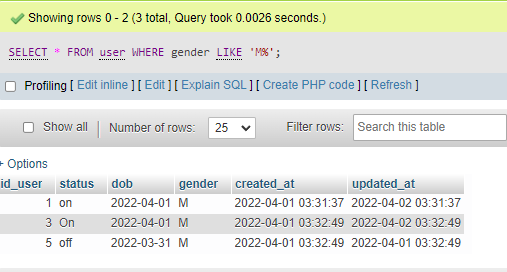 Showing rows 0 - 2 (3 total, Query took 0.0026 seconds.)
SELECT * FROM user WHERE gender LIKE 'M%';
Profiling [ Edit inline ] [ Edit ] [ Explain SQL ] [ Create PHP code ] [ Refresh ]
Show all Number of rows: 25 Filter rows: Search this table
+ Options
id_user status dob gender created_at updated_at
1 on 2022-04-01 M 2022-04-01 03:31:37 2022-04-02 03:31:37
3 On 2022-04-01 M 2022-04-01 03:32:49 2022-04-02 03:32:49
5 off 2022-03-31 M 2022-04-01 03:32:49 2022-04-01 03:32:49